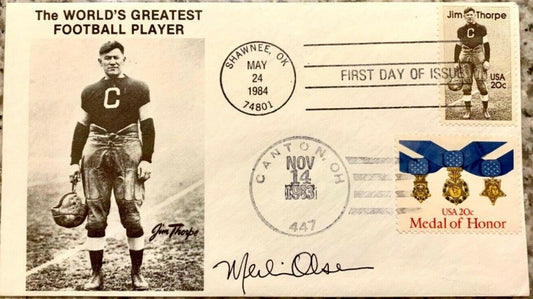 The WORLD'S GREATEST
FOOTBALL PLAYER
C
Jim Thorpe
SHAWNEE, OK
MAY
24
1984
74801
FIRST DAY OF ISSUE
Jim Thorpe
USA
20c
CANTON, OH
NOV
14
1983
447
USA 20c
Medal of Honor
Merlin Olsen